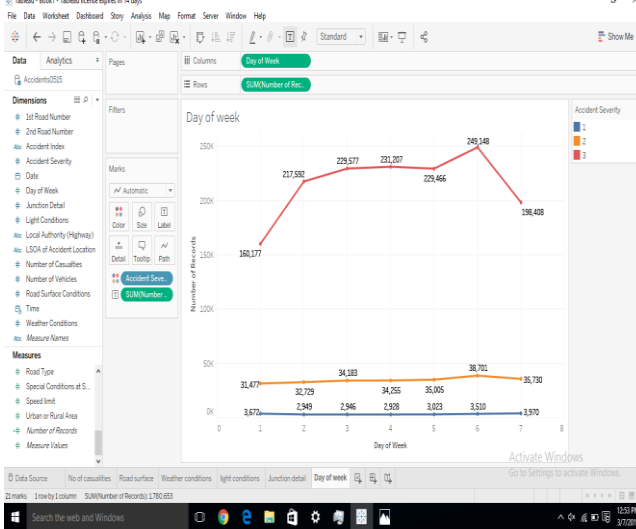 Tableau - Book1 - Tableau license expires in 14 days
File Data Worksheet Dashboard Story Analysis Map Format Server Window Help
Standard
Show Me
Data Analytics
Accidents0515
Dimensions
1st Road Number
2nd Road Number
Abc Accident Index
Accident Severity
Date
Day of Week
Junction Detail
Light Conditions
Abc Local Authority (Highway)
Abc LSOA of Accident Location
Number of Casualties
Number of Vehicles
Road Surface Conditions
Time
Weather Conditions
Abc Measure Names
Measures
Road Type
Special Conditions at S..
Speed limit
Urban or Rural Area
Number of Records
Measure Values
Pages
Filters
Marks
Automatic
Color Size Label
Detail Tooltip Path
Accident Seve..
SUM(Number ..
Columns Day of Week
Rows SUM(Number of Rec..
Day of week
250K
200K
150K
100K
50K
0K
Number of Records
160,177
217,592
229,577
231,207
229,466
249,148
198,408
31,477
32,729
34,183
34,255
35,005
38,701
35,730
3,672
2,949
2,946
2,928
3,023
3,510
3,970
0 1 2 3 4 5 6 7 8
Day of Week
Accident Severity
1
2
3
Activate Windows
Go to Settings to activate Windows.
Data Source No of casualities Road surface Weather conditions light conditions Junction detail Day of week
21 marks 1 row by 1 column SUM(Number of Records): 1,780,653
Search the web and Windows
12:53 PM